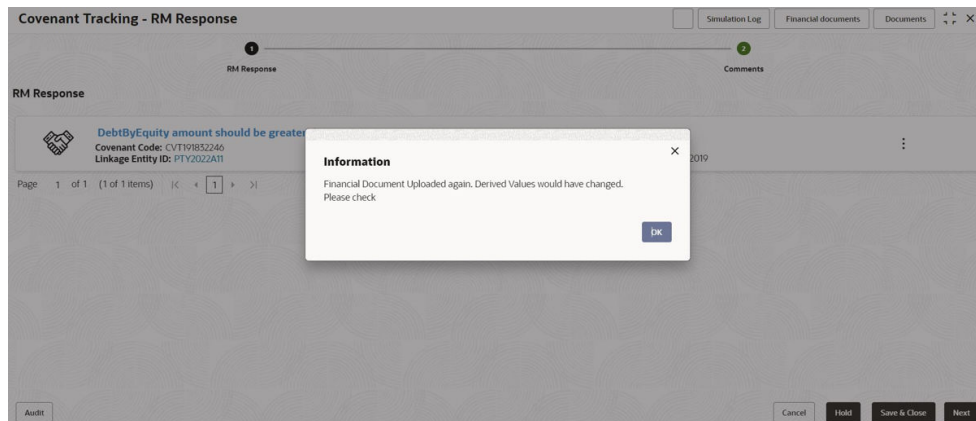 Covenant Tracking - RM Response
Simulation Log
Financial documents
Documents
1
2
RM Response
Comments
RM Response
DebtByEquity amount should be greater
Covenant Code: CVT191832246
Linkage Entity ID: PTY2022A11
2019
Information
Financial Document Uploaded again. Derived Values would have changed.
Please check
OK
Page 1 of 1 (1 of 1 items) 1
Audit
Cancel
Hold
Save & Close
Next